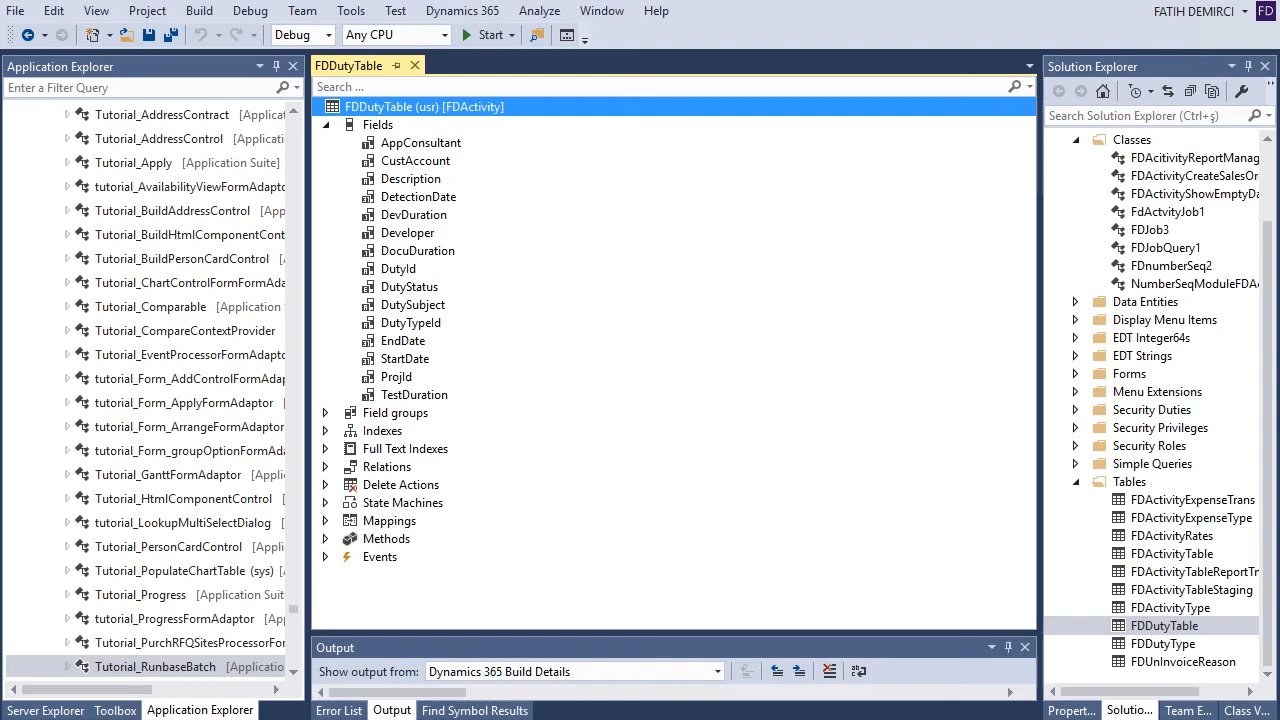 File Edit View Project Build Debug Team Tools Test Dynamics 365 Analyze Window Help FATIH DEMIRCI FD
Debug Any CPU Start
Application Explorer
Enter a Filter Query
Tutorial_AddressContract [Applicat
Tutorial_AddressControl [Applicati
Tutorial_Apply [Application Suite]
tutorial_AvailabilityViewFormAdapto
Tutorial_BuildAddressControl [App
Tutorial_BuildHtmlComponentCont
Tutorial_BuildPersonCardControl [
Tutorial_ChartControlFormFormAda
Tutorial_Comparable [Application
Tutorial_CompareContextProvider
Tutorial_EventProcessorFormAdapto
tutorial_Form_AddControlFormAdap
tutorial_Form_ApplyFormAdaptor [
tutorial_Form_ArrangeFormAdaptor
tutorial_Form_groupOptionFormAda
Tutorial_GanttFormAdaptor [Applic
Tutorial_HtmlComponentControl [
tutorial_LookupMultiSelectDialog [
Tutorial_PersonCardControl [Appli
Tutorial_PopulateChartTable (sys) [
Tutorial_Progress [Application Suit
tutorial_ProgressFormAdaptor [Ap
Tutorial_PurchRFQSitesProcessorFor
Tutorial_RunbaseBatch [Applicatio
Server Explorer Toolbox Application Explorer
FDDutyTable
Search ...
FDDutyTable (usr) [FDActivity]
Fields
AppConsultant
CustAccount
Description
DetectionDate
DevDuration
Developer
DocuDuration
DutyId
DutyStatus
DutySubject
DutyTypeId
EndDate
StartDate
ProjId
TestDuration
Field groups
Indexes
Full Text Indexes
Relations
Delete Actions
State Machines
Mappings
Methods
Events
Output
Show output from: Dynamics 365 Build Details
Error List Output Find Symbol Results
Solution Explorer
Search Solution Explorer (Ctrl+ş)
Classes
FDAcitivityReportManag
FDActivityCreateSalesOr
FDActivityShowEmptyDa
FdActvityJob1
FDJob3
FDJobQuery1
FDnumberSeq2
NumberSeqModuleFDA
Data Entities
Display Menu Items
EDT Integer64s
EDT Strings
Forms
Menu Extensions
Security Duties
Security Privileges
Security Roles
Simple Queries
Tables
FDActivityExpenseTrans
FDActivityExpenseType
FDActivityRates
FDActivityTable
FDActivityTableReportTr
FDActivityTableStaging
FDActivityType
FDDutyTable
FDDutyType
FDUnInvoiceReason
Propert... Solutio... Team E... Class V...